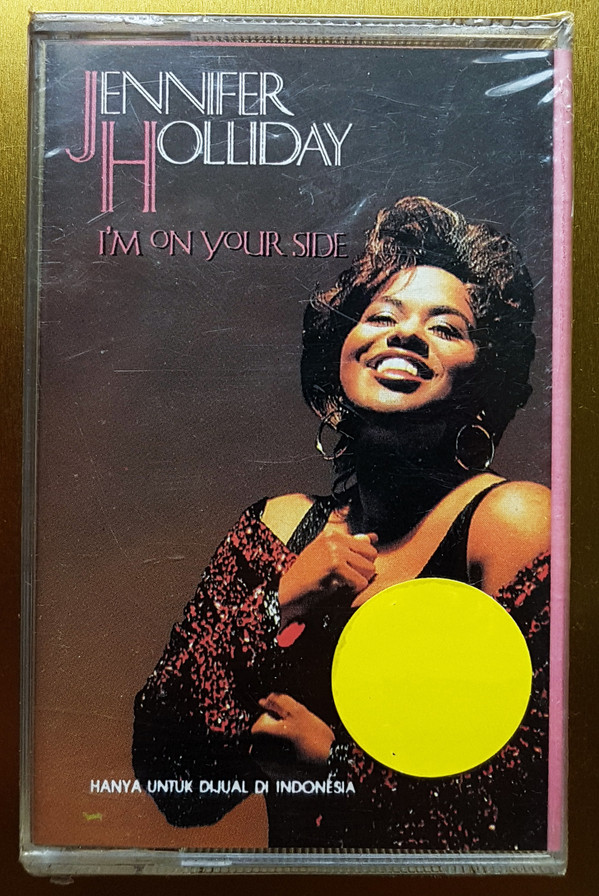 JENNIFER
HOLLIDAY
I'M ON YOUR SIDE
HANYA UNTUK DIJUAL DI INDONESIA